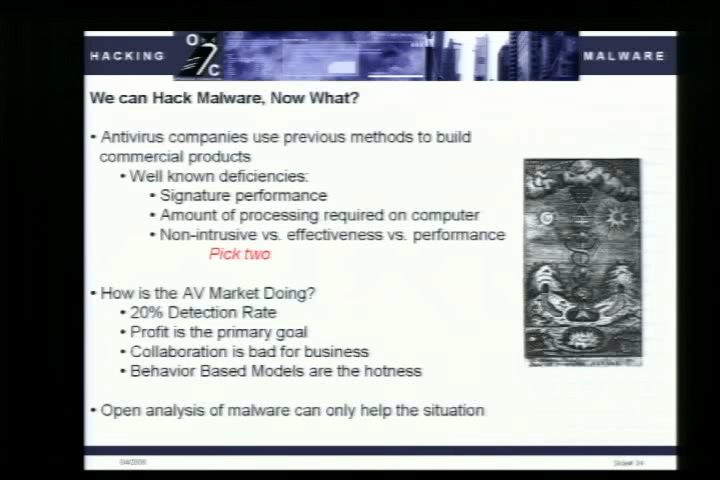 HACKING
O
7
C
MALWARE
We can Hack Malware, Now What?
• Antivirus companies use previous methods to build
commercial products
• Well known deficiencies:
• Signature performance
• Amount of processing required on computer
• Non-intrusive vs. effectiveness vs. performance
Pick two
• How is the AV Market Doing?
• 20% Detection Rate
• Profit is the primary goal
• Collaboration is bad for business
• Behavior Based Models are the hotness
• Open analysis of malware can only help the situation